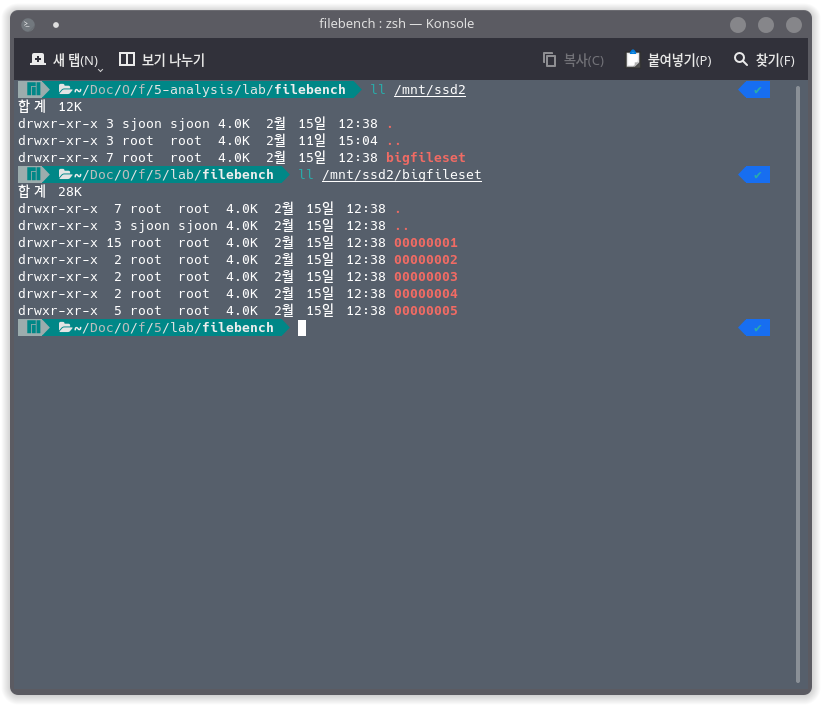 filebench : zsh — Konsole
새 탭(N) 보기 나누기 복사(C) 붙여넣기(P) 찾기(F)
~/Doc/O/f/5-analysis/lab/filebench ll /mnt/ssd2 ✔
합계 12K
drwxr-xr-x 3 sjoon sjoon 4.0K 2월 15일 12:38 .
drwxr-xr-x 3 root root 4.0K 2월 11일 15:04 ..
drwxr-xr-x 7 root root 4.0K 2월 15일 12:38 bigfileset
~/Doc/O/f/5/lab/filebench ll /mnt/ssd2/bigfileset ✔
합계 28K
drwxr-xr-x 7 root root 4.0K 2월 15일 12:38 .
drwxr-xr-x 3 sjoon sjoon 4.0K 2월 15일 12:38 ..
drwxr-xr-x 15 root root 4.0K 2월 15일 12:38 00000001
drwxr-xr-x 2 root root 4.0K 2월 15일 12:38 00000002
drwxr-xr-x 2 root root 4.0K 2월 15일 12:38 00000003
drwxr-xr-x 2 root root 4.0K 2월 15일 12:38 00000004
drwxr-xr-x 5 root root 4.0K 2월 15일 12:38 00000005
~/Doc/O/f/5/lab/filebench ✔